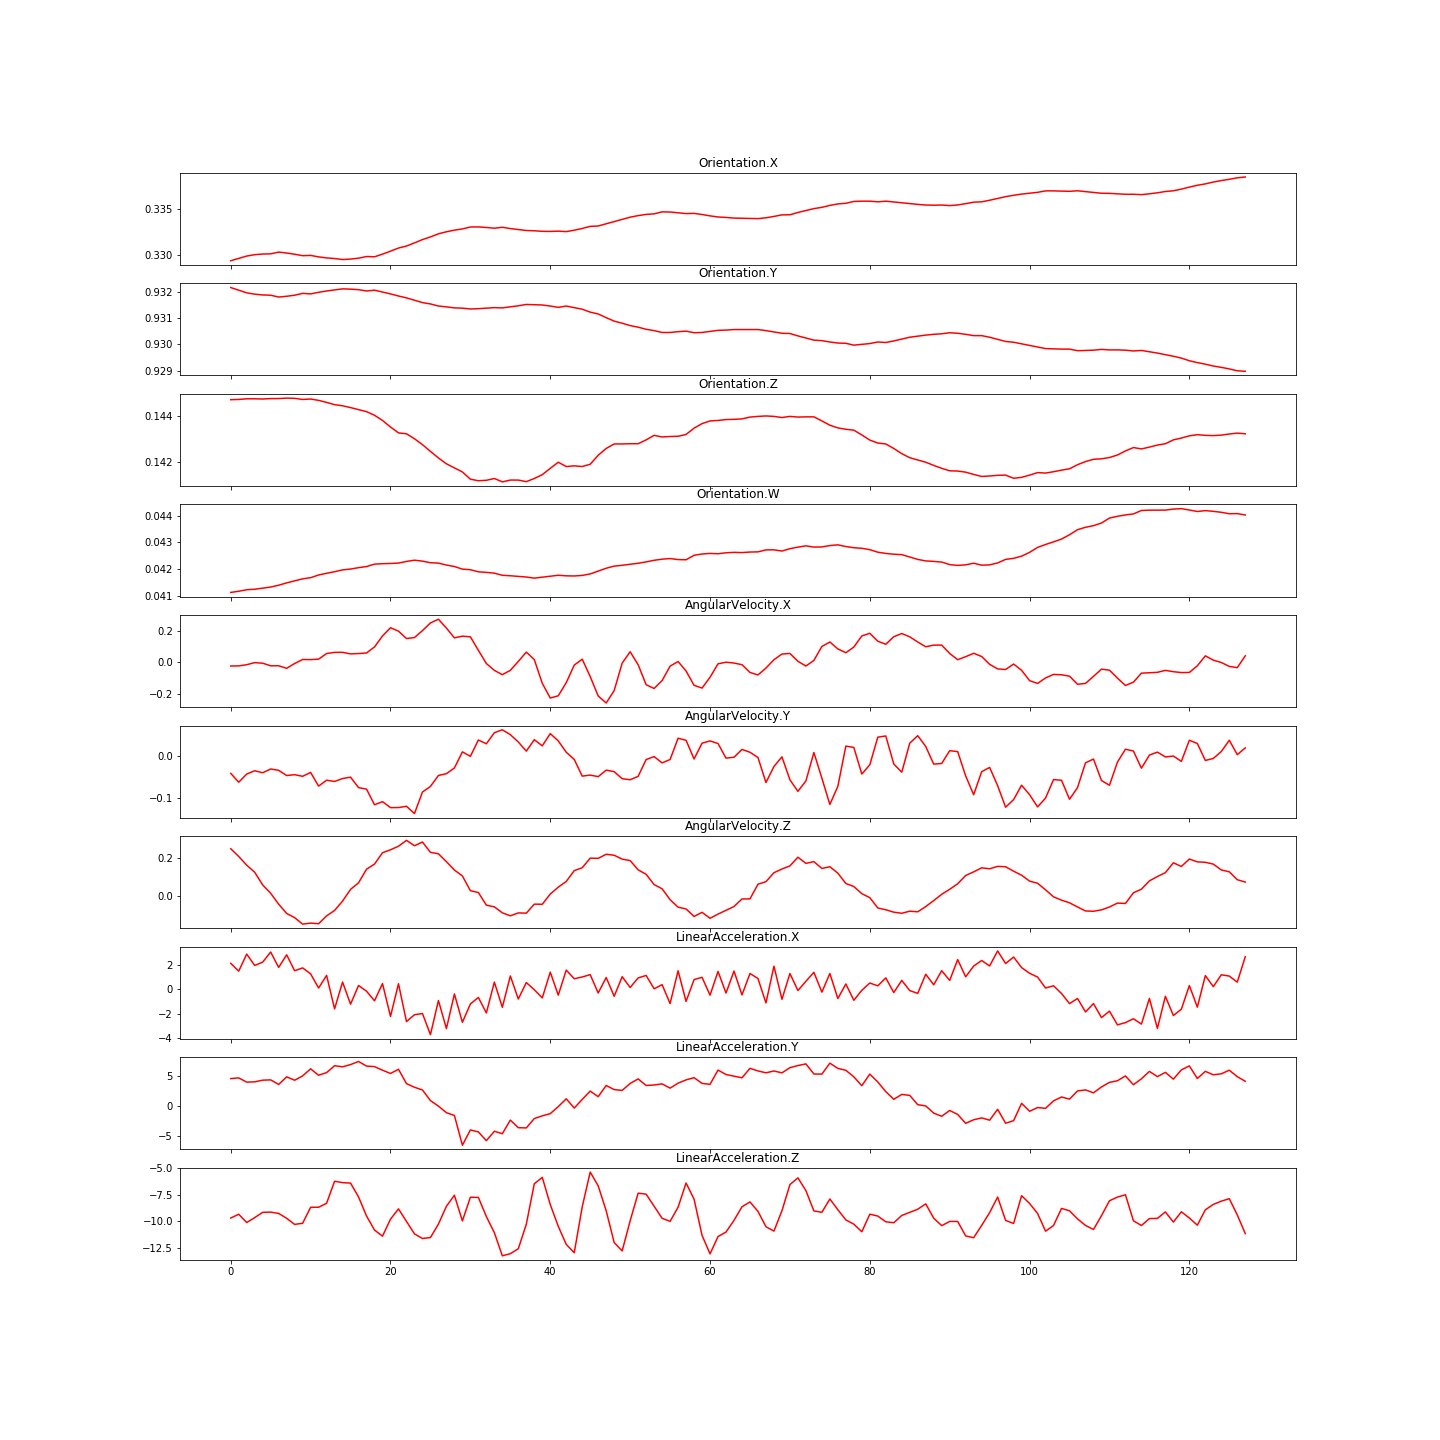 Orientation.X
0.335
0.330
Orientation.Y
0.932
0.931
0.930
0.929
Orientation.Z
0.144
0.142
Orientation.W
0.044
0.043
0.042
0.041
AngularVelocity.X
0.2
0.0
−0.2
AngularVelocity.Y
0.0
−0.1
AngularVelocity.Z
0.2
0.0
LinearAcceleration.X
2
0
−2
−4
LinearAcceleration.Y
5
0
−5
LinearAcceleration.Z
−5.0
−7.5
−10.0
−12.5
0 20 40 60 80 100 120